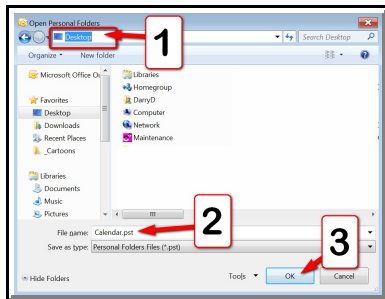 Open Personal Folders
Desktop
Search Desktop
Organize New folder
Microsoft Office Ou
Favorites
Desktop
Downloads
Recent Places
_Cartoons
Libraries
Documents
Music
Pictures
Libraries
Homegroup
DarryD
Computer
Network
Maintenance
1
2
3
File name: Calendar.pst
Save as type: Personal Folders Files (*.pst)
Hide Folders
Tools OK Cancel